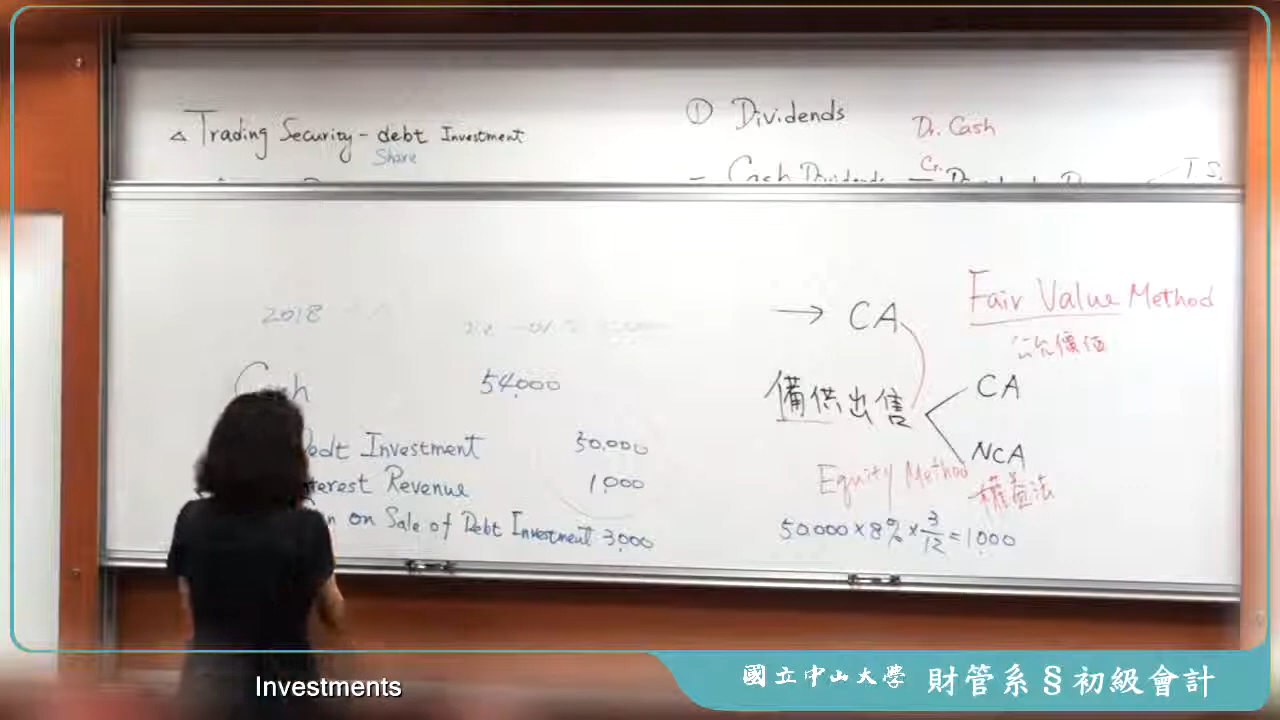 △ Trading Security - debt Investment
Share
① Dividends
Dr. Cash
- Cash Dividends Cr.
T.S.
2018
Cash 54,000
Debt Investment 50,000
terest Revenue 1,000
on Sale of Debt Investment 3,000
→ CA
Fair Value Method
公允價值
備供出售
CA
NCA
Equity Method
權益法
50,000 × 8% × 3/12 = 1,000
Investments
國立中山大學 財管系 § 初級會計